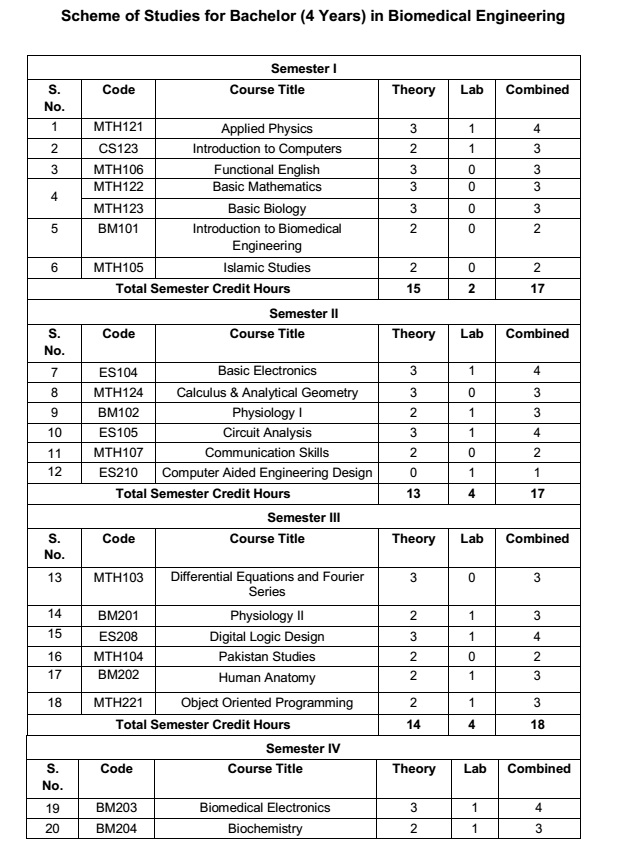 Scheme of Studies for Bachelor (4 Years) in Biomedical Engineering
Semester I
S. No. Code Course Title Theory Lab Combined
1 MTH121 Applied Physics 3 1 4
2 CS123 Introduction to Computers 2 1 3
3 MTH106 Functional English 3 0 3
4 MTH122 Basic Mathematics 3 0 3
MTH123 Basic Biology 3 0 3
5 BM101 Introduction to Biomedical 2 0 2
Engineering
6 MTH105 Islamic Studies 2 0 2
Total Semester Credit Hours 15 2 17
Semester II
S. No. Code Course Title Theory Lab Combined
7 ES104 Basic Electronics 3 1 4
8 MTH124 Calculus & Analytical Geometry 3 0 3
9 BM102 Physiology I 2 1 3
10 ES105 Circuit Analysis 3 1 4
11 MTH107 Communication Skills 2 0 2
12 ES210 Computer Aided Engineering Design 0 1 1
Total Semester Credit Hours 13 4 17
Semester III
S. No. Code Course Title Theory Lab Combined
13 MTH103 Differential Equations and Fourier 3 0 3
Series
14 BM201 Physiology II 2 1 3
15 ES208 Digital Logic Design 3 1 4
16 MTH104 Pakistan Studies 2 0 2
17 BM202 Human Anatomy 2 1 3
18 MTH221 Object Oriented Programming 2 1 3
Total Semester Credit Hours 14 4 18
Semester IV
S. No. Code Course Title Theory Lab Combined
19 BM203 Biomedical Electronics 3 1 4
20 BM204 Biochemistry 2 1 3